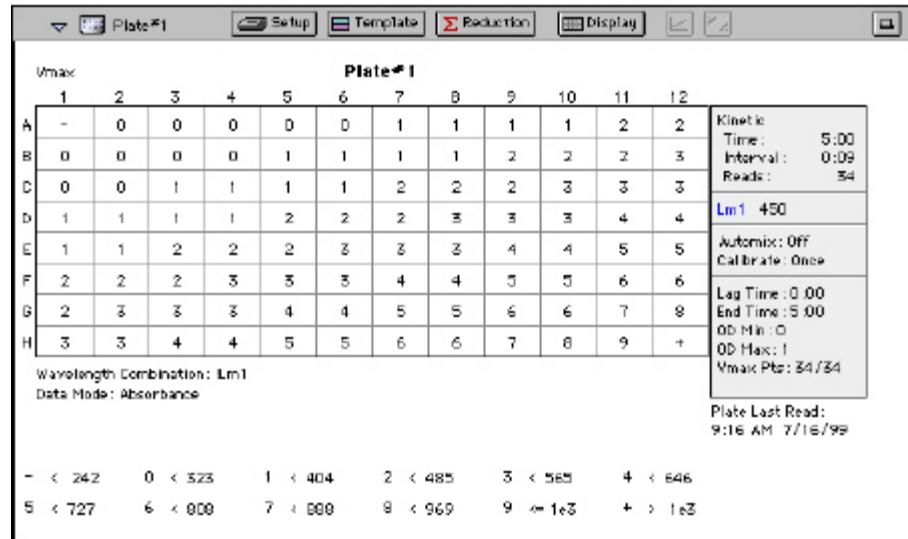 Plate#1 Setup Template Reduction Display
Vmax Plate#1
1 2 3 4 5 6 7 8 9 10 11 12
A - 0 0 0 0 0 1 1 1 1 2 2
B 0 0 0 0 1 1 1 1 2 2 2 3
C 0 0 1 1 1 1 2 2 2 3 3 3
D 1 1 1 1 2 2 2 3 3 3 4 4
E 1 1 2 2 2 3 3 3 4 4 5 5
F 2 2 2 3 3 3 4 4 5 5 6 6
G 2 3 3 3 4 4 5 5 6 6 7 8
H 3 3 4 4 5 5 6 6 7 8 9 +
Wavelength Combination: !Lm1
Data Mode: Absorbance
Kinetic
Time: 5:00
Interval: 0:09
Reads: 34
Lm1 450
Automix: Off
Calibrate: Once
Lag Time: 0:00
End Time: 5:00
OD Min: 0
OD Max: 1
Vmax Pts: 34/34
Plate Last Read:
9:16 AM 7/16/99
- < 242 0 < 323 1 < 404 2 < 485 3 < 565 4 < 646
5 < 727 6 < 808 7 < 888 8 < 969 9 <= 1e3 + > 1e3